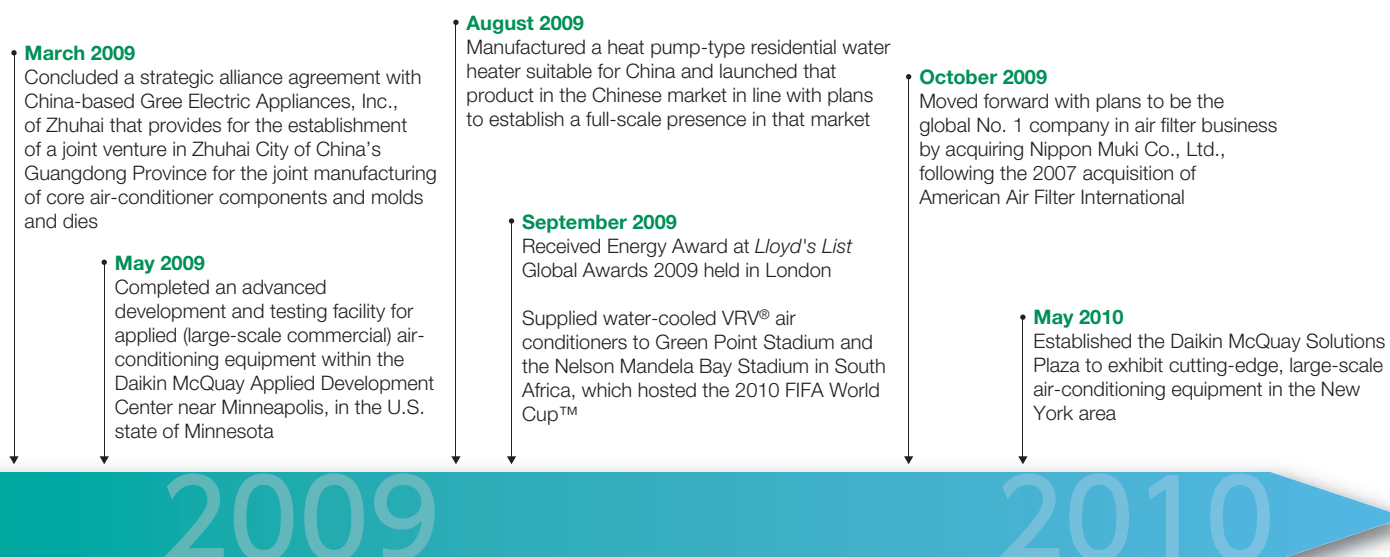 March 2009
Concluded a strategic alliance agreement with
China-based Gree Electric Appliances, Inc.,
of Zhuhai that provides for the establishment
of a joint venture in Zhuhai City of China’s
Guangdong Province for the joint manufacturing
of core air-conditioner components and molds
and dies
May 2009
Completed an advanced
development and testing facility for
applied (large-scale commercial) air-
conditioning equipment within the
Daikin McQuay Applied Development
Center near Minneapolis, in the U.S.
state of Minnesota
August 2009
Manufactured a heat pump-type residential water
heater suitable for China and launched that
product in the Chinese market in line with plans
to establish a full-scale presence in that market
September 2009
Received Energy Award at Lloyd's List
Global Awards 2009 held in London
Supplied water-cooled VRV® air
conditioners to Green Point Stadium and
the Nelson Mandela Bay Stadium in South
Africa, which hosted the 2010 FIFA World
Cup™
October 2009
Moved forward with plans to be the
global No. 1 company in air filter business
by acquiring Nippon Muki Co., Ltd.,
following the 2007 acquisition of
American Air Filter International
May 2010
Established the Daikin McQuay Solutions
Plaza to exhibit cutting-edge, large-scale
air-conditioning equipment in the New
York area
2009
2010